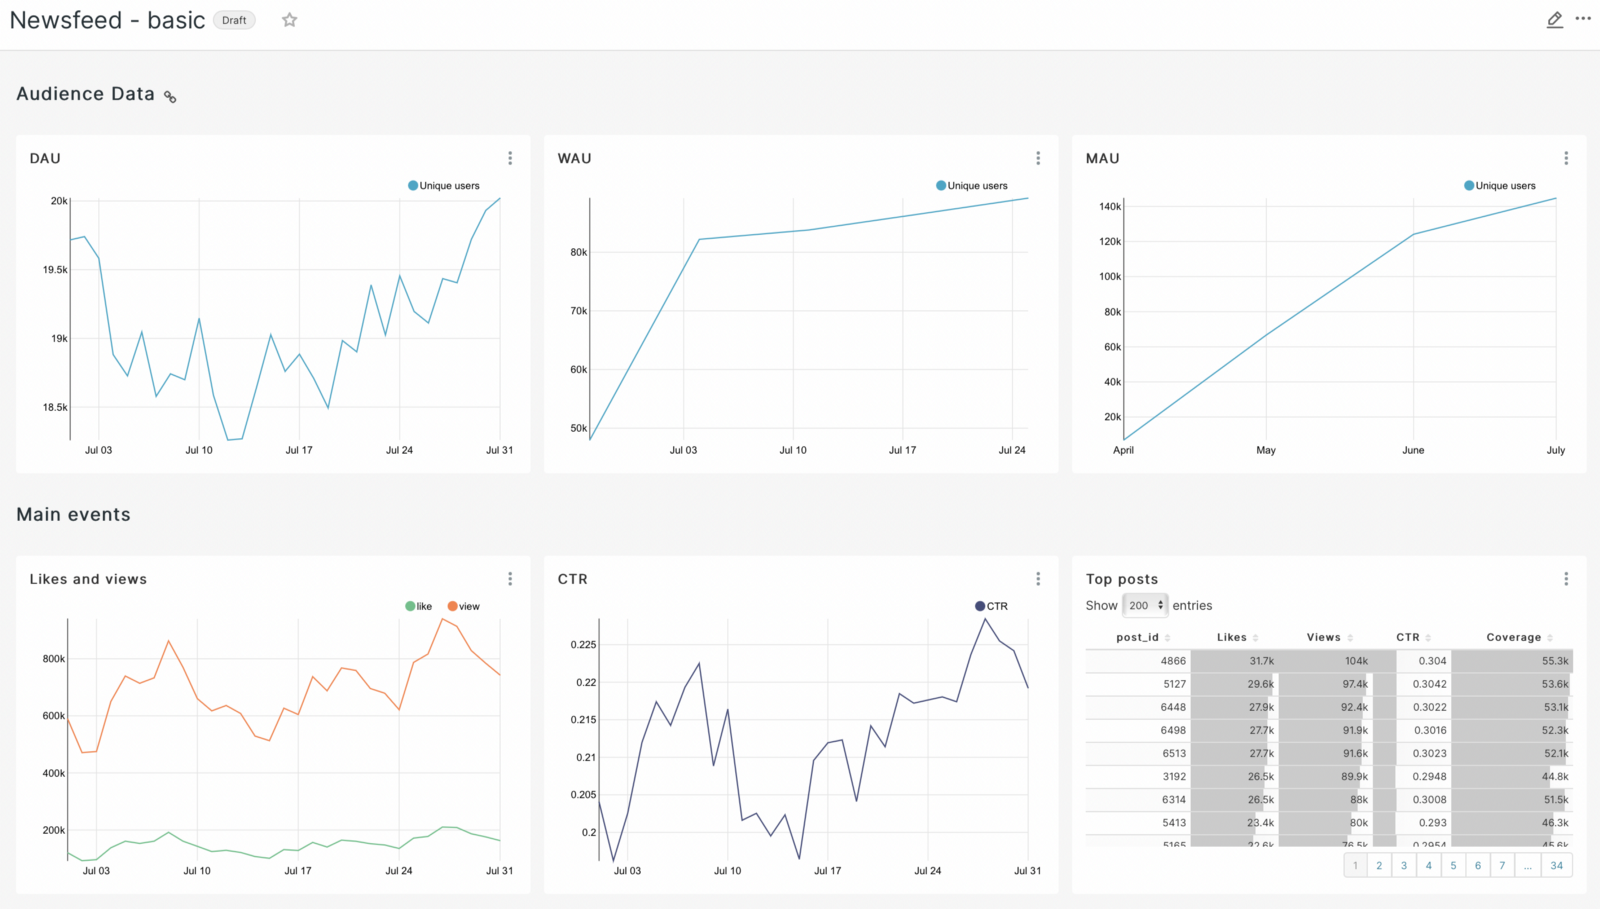 Newsfeed - basic Draft
Audience Data
DAU
Unique users
20k
19.5k
19k
18.5k
Jul 03 Jul 10 Jul 17 Jul 24 Jul 31
WAU
Unique users
80k
70k
60k
50k
Jul 03 Jul 10 Jul 17 Jul 24
MAU
Unique users
140k
120k
100k
80k
60k
40k
20k
April May June July
Main events
Likes and views
like view
800k
600k
400k
200k
Jul 03 Jul 10 Jul 17 Jul 24 Jul 31
CTR
CTR
0.225
0.22
0.215
0.21
0.205
0.2
Jul 03 Jul 10 Jul 17 Jul 24 Jul 31
Top posts
Show 200 entries
post_id Likes Views CTR Coverage
4866 31.7k 104k 0.304 55.3k
5127 29.6k 97.4k 0.3042 53.6k
6448 27.9k 92.4k 0.3022 53.1k
6498 27.7k 91.9k 0.3016 52.3k
6513 27.7k 91.6k 0.3023 52.1k
3192 26.5k 89.9k 0.2948 44.8k
6314 26.5k 88k 0.3008 51.5k
5413 23.4k 80k 0.293 46.3k
5165 22.6k 76.5k 0.2954 45.6k
1 2 3 4 5 6 7 ... 34